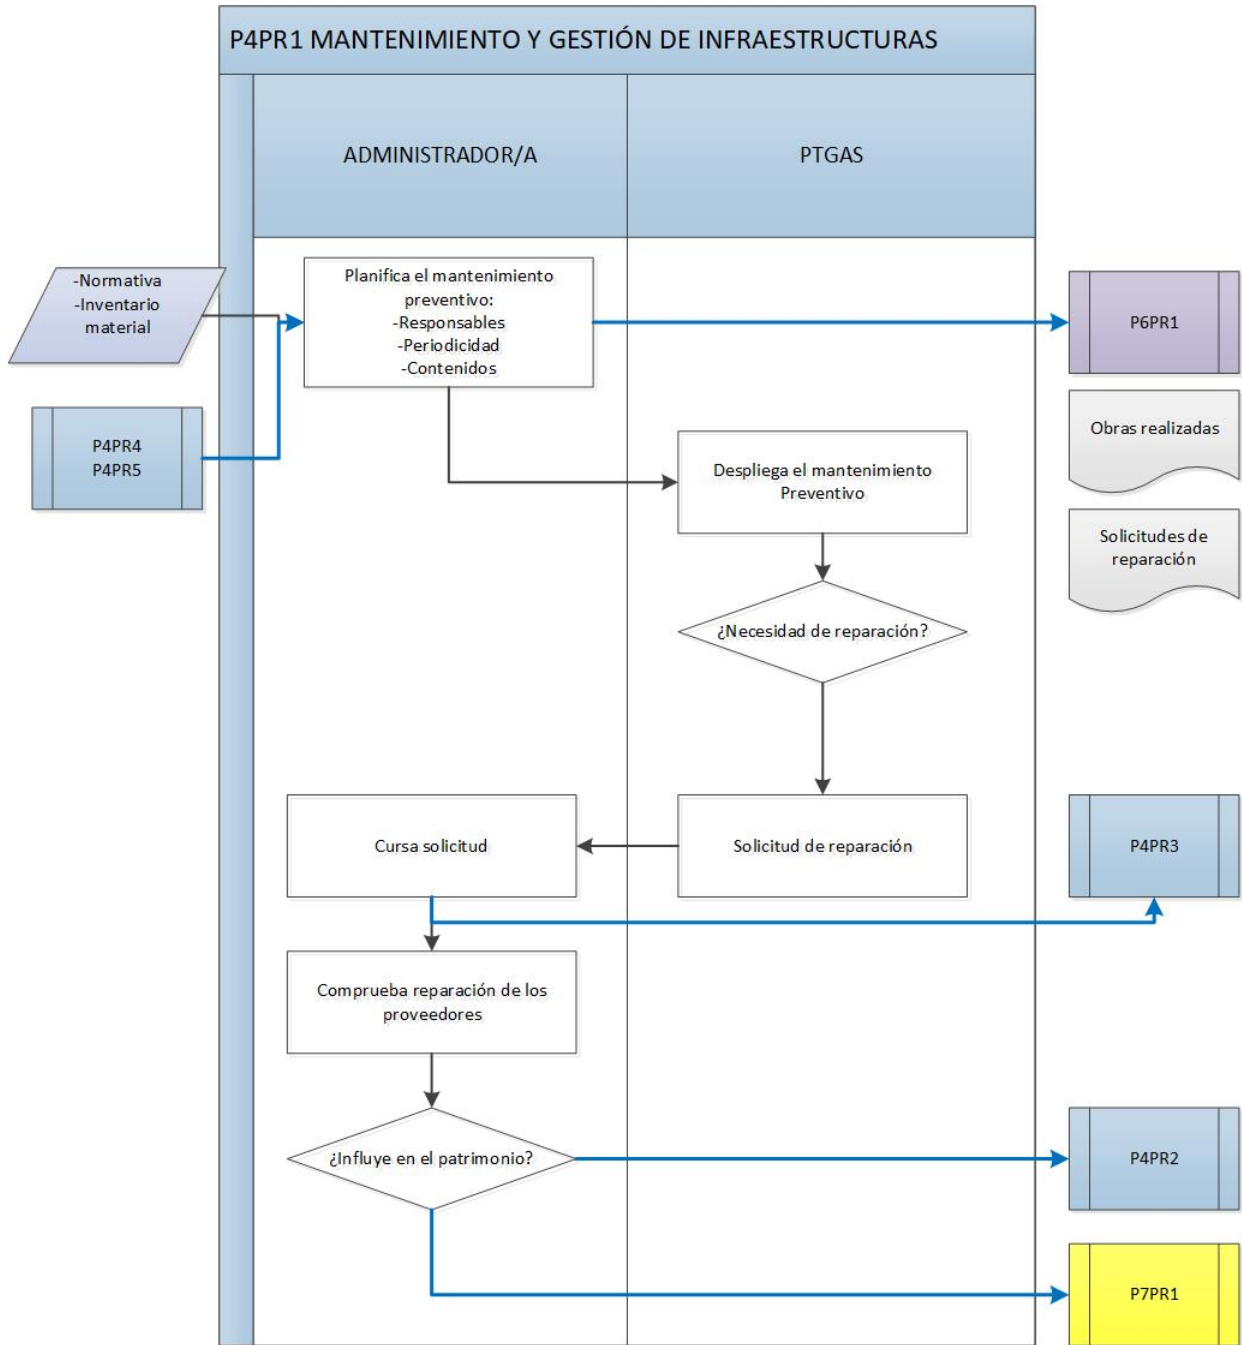 P4PR1 MANTENIMIENTO Y GESTIÓN DE INFRAESTRUCTURAS
ADMINISTRADOR/A
PTGAS
-Normativa
-Inventario
material
Planifica el mantenimiento
preventivo:
-Responsables
-Periodicidad
-Contenidos
P6PR1
P4PR4
P4PR5
Obras realizadas
Despliega el mantenimiento
Preventivo
Solicitudes de
reparación
¿Necesidad de reparación?
Cursa solicitud
Solicitud de reparación
P4PR3
Comprueba reparación de los
proveedores
¿Influye en el patrimonio?
P4PR2
P7PR1